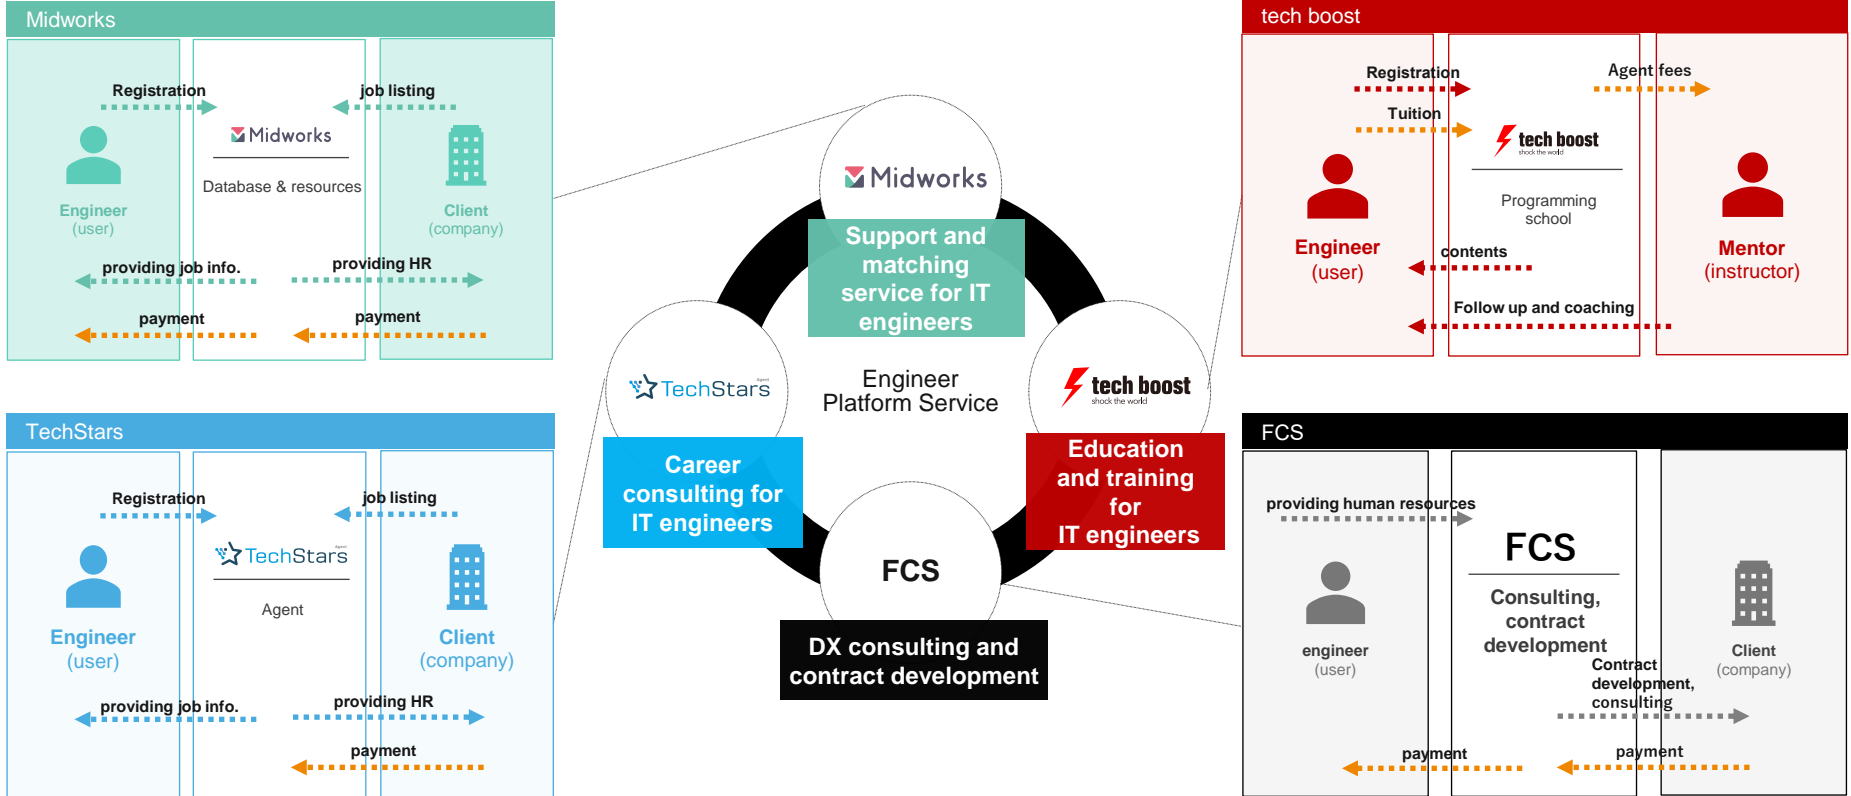 Midworks
Registration
job listing
Midworks
Database & resources
Engineer
(user)
Client
(company)
providing job info.
providing HR
payment
payment
TechStars
Registration
job listing
Agent
TechStars
Agent
Engineer
(user)
Client
(company)
providing job info.
providing HR
payment
Midworks
Support and
matching
service for IT
engineers
Agent
TechStars
Career
consulting for
IT engineers
Engineer
Platform Service
tech boost
shock the world
Education
and training
for
IT engineers
FCS
DX consulting and
contract development
tech boost
Registration
Agent fees
Tuition
tech boost
shock the world
Programming
school
Engineer
(user)
Mentor
(instructor)
contents
Follow up and coaching
FCS
providing human resources
FCS
Consulting,
contract
development
engineer
(user)
Client
(company)
Contract
development,
consulting
payment
payment